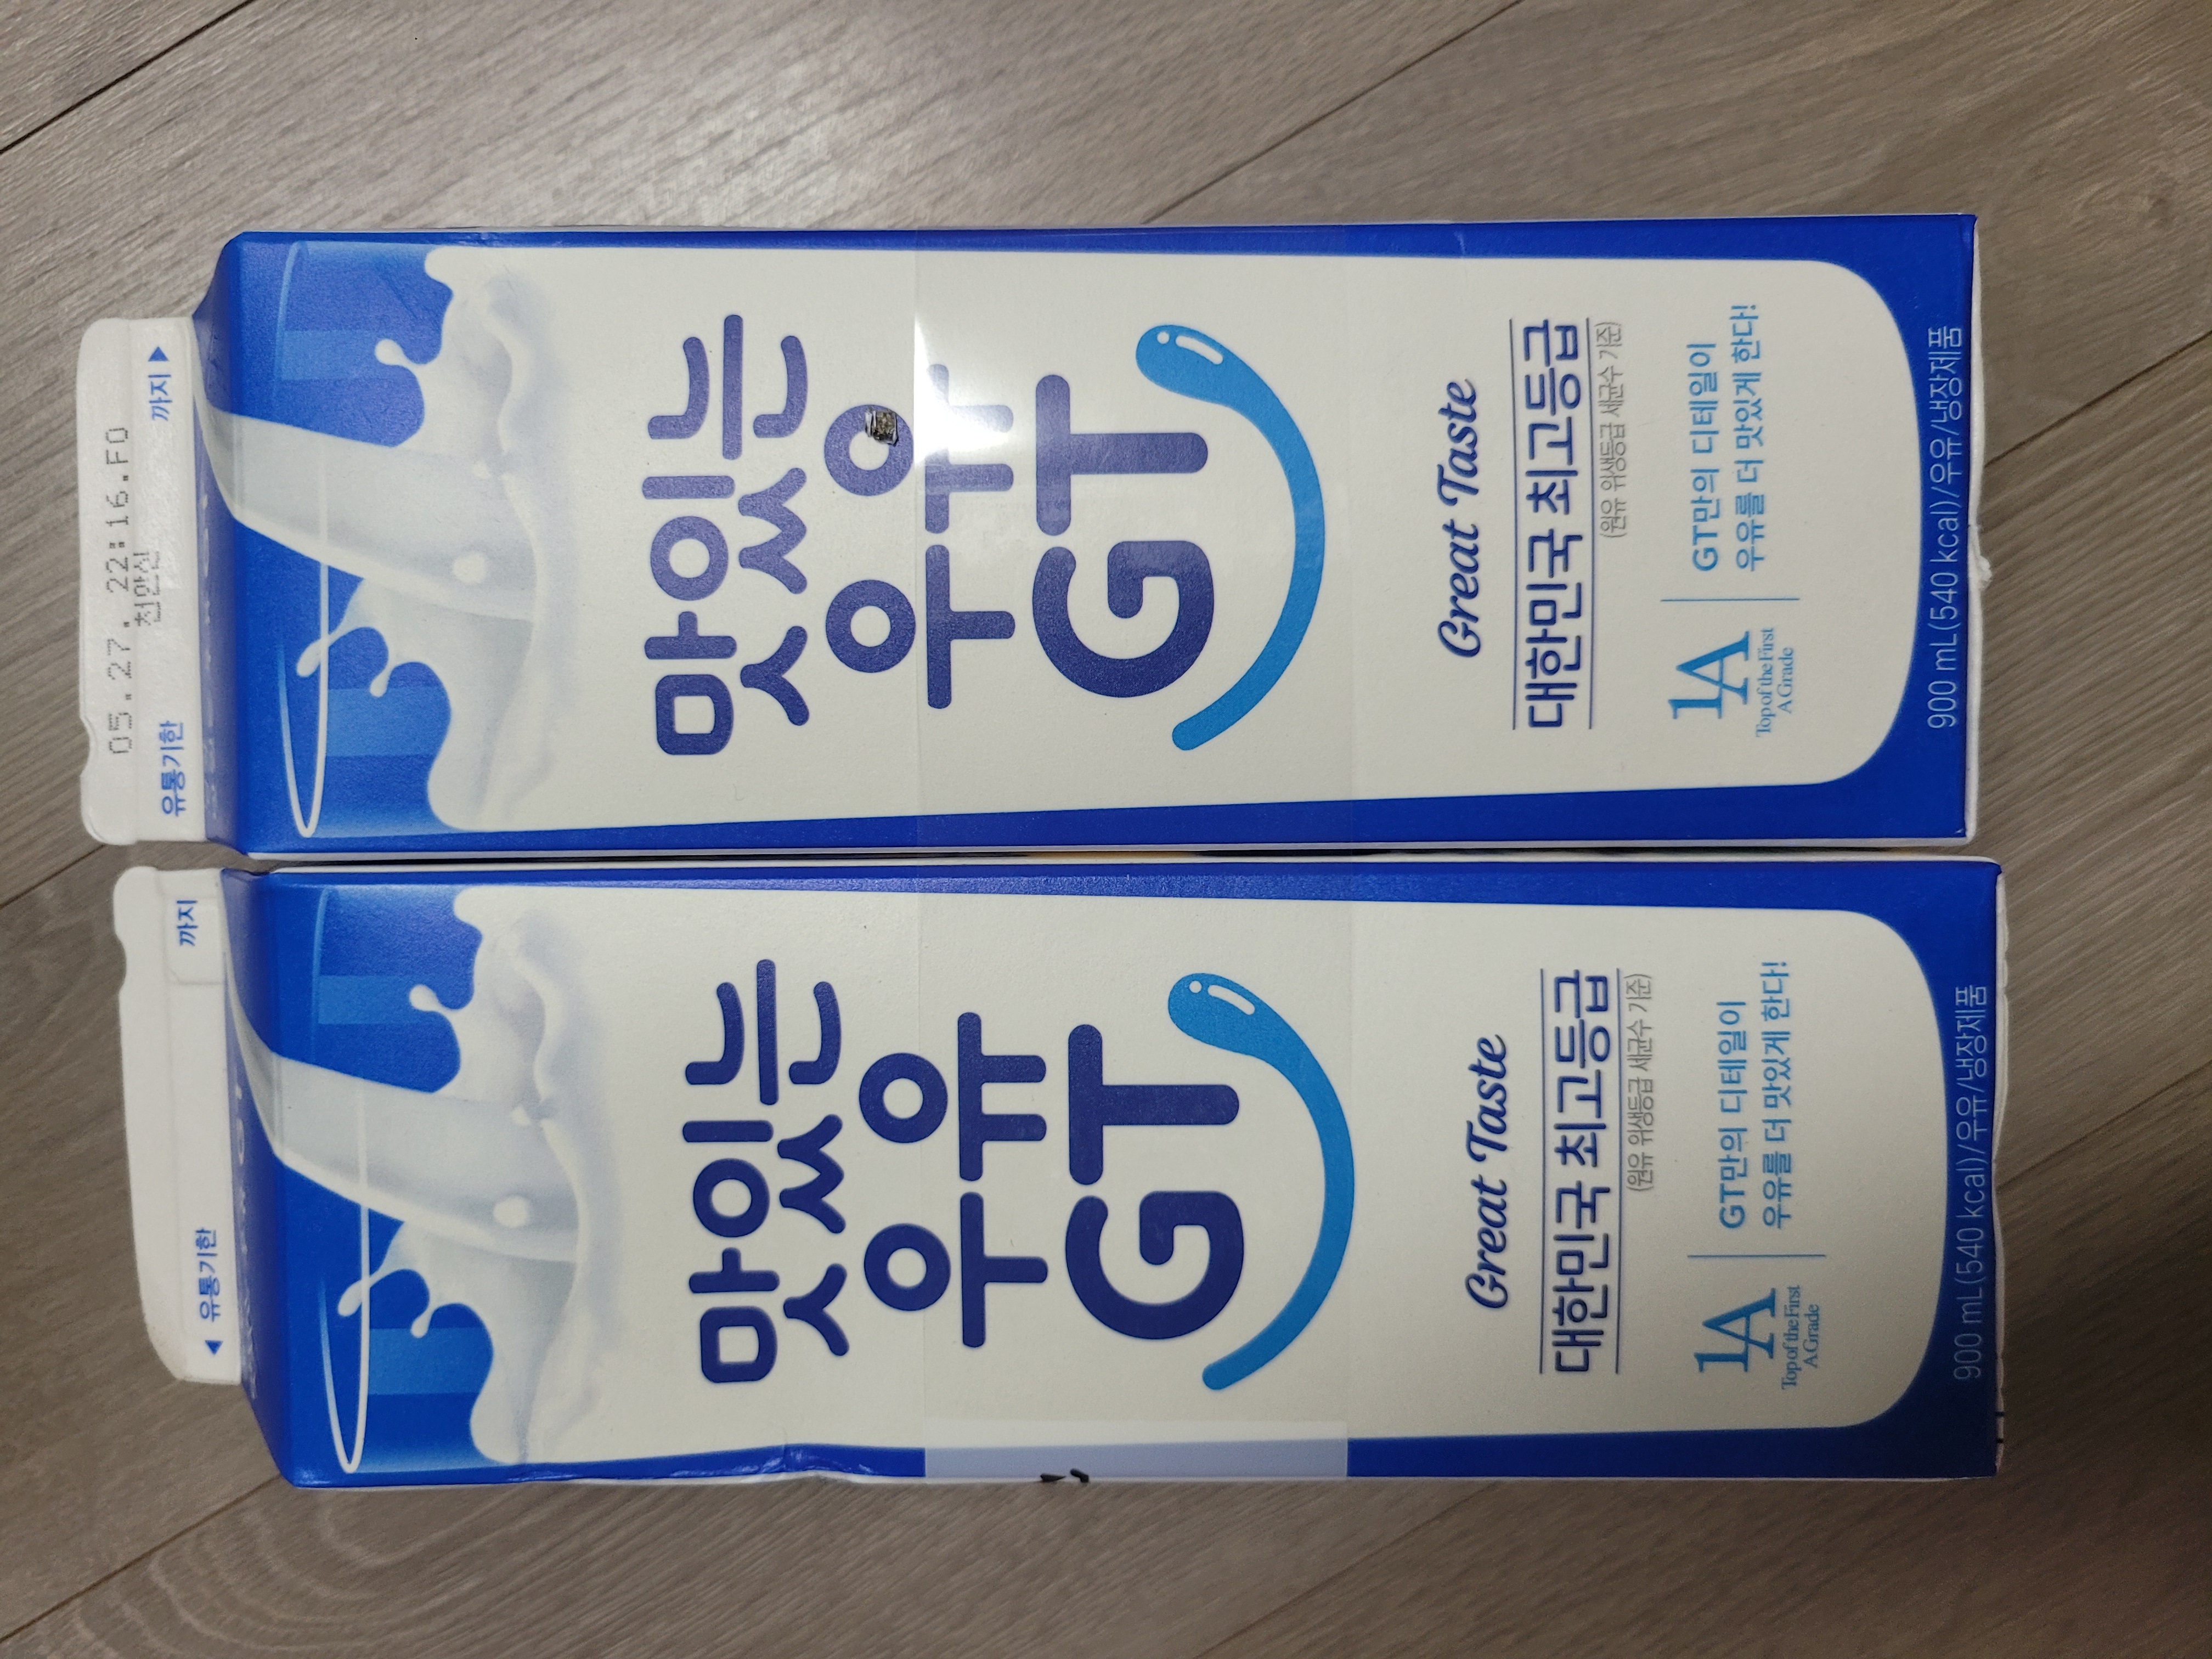 05.27. 22:16.F0
천안신
유통기한
까지 ▶
맛있는
우유
GT
Great Taste
대한민국 최고등급
(원유 위생등급 세균수 기준)
1A
Top of the First
A Grade
GT만의 디테일이
우유를 더 맛있게 한다!
900 mL(540 kcal)/우유/냉장제품
◀ 유통기한
까지
맛있는
우유
GT
Great Taste
대한민국 최고등급
(원유 위생등급 세균수 기준)
1A
Top of the First
A Grade
GT만의 디테일이
우유를 더 맛있게 한다!
900 mL(540 kcal)/우유/냉장제품